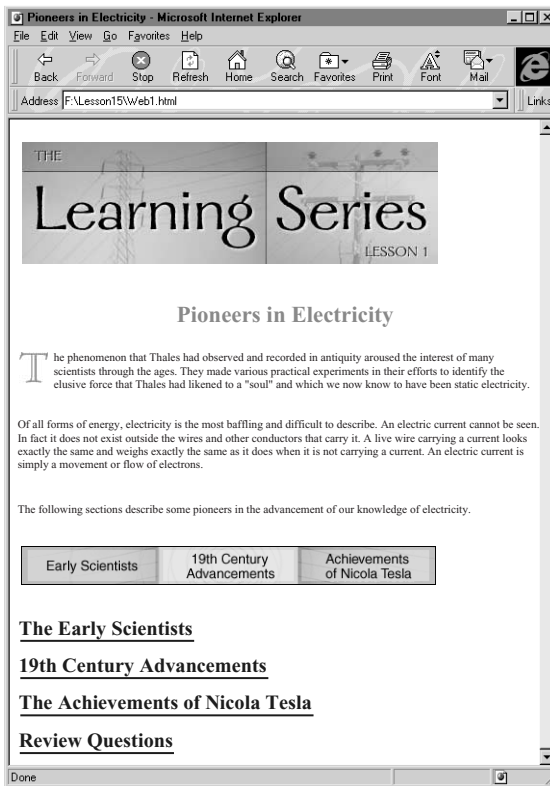 Pioneers in Electricity - Microsoft Internet Explorer
File Edit View Go Favorites Help
Back Forward Stop Refresh Home Search Favorites Print Font Mail
Address F:\Lesson15\Web1.html Links
THE
Learning Series
LESSON 1
Pioneers in Electricity
The phenomenon that Thales had observed and recorded in antiquity aroused the interest of many
scientists through the ages. They made various practical experiments in their efforts to identify the
elusive force that Thales had likened to a "soul" and which we now know to have been static electricity.
Of all forms of energy, electricity is the most baffling and difficult to describe. An electric current cannot be seen.
In fact it does not exist outside the wires and other conductors that carry it. A live wire carrying a current looks
exactly the same and weighs exactly the same as it does when it is not carrying a current. An electric current is
simply a movement or flow of electrons.
The following sections describe some pioneers in the advancement of our knowledge of electricity.
Early Scientists
19th Century
Advancements
Achievements
of Nicola Tesla
The Early Scientists
19th Century Advancements
The Achievements of Nicola Tesla
Review Questions
Done